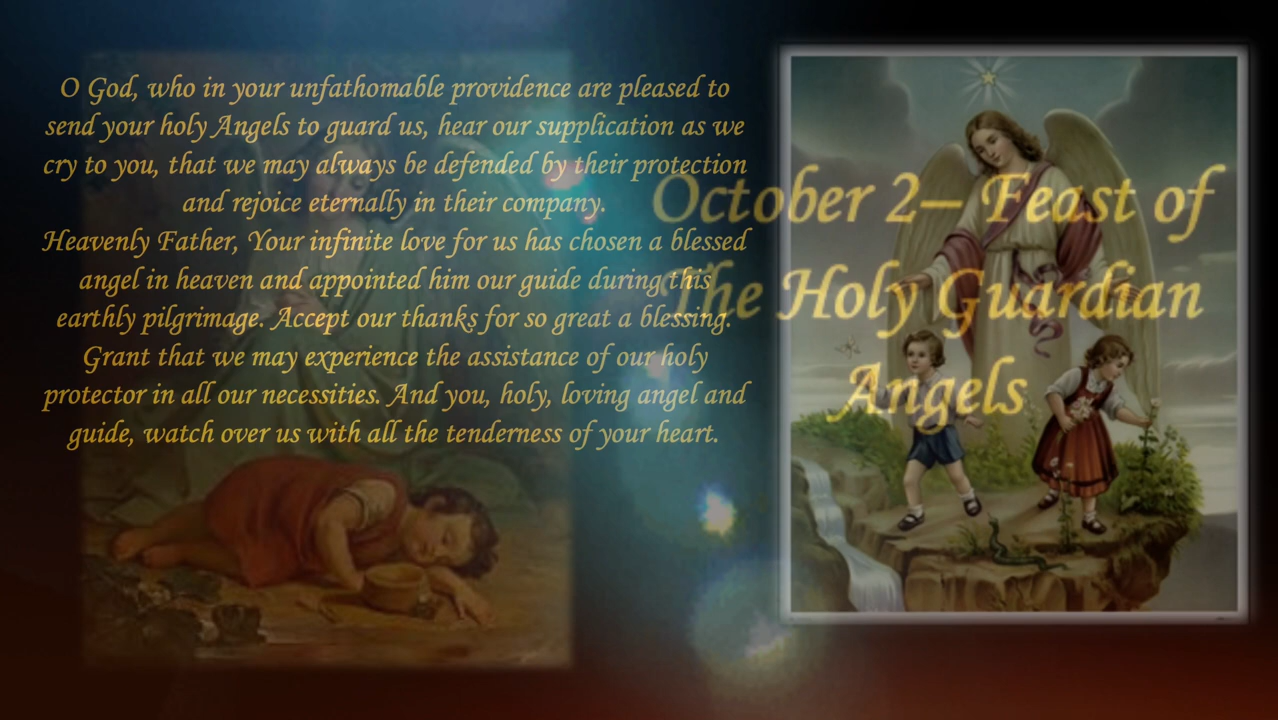 O God, who in your unfathomable providence are pleased to
send your holy Angels to guard us, hear our supplication as we
cry to you, that we may always be defended by their protection
and rejoice eternally in their company.
Heavenly Father, Your infinite love for us has chosen a blessed
angel in heaven and appointed him our guide during this
earthly pilgrimage. Accept our thanks for so great a blessing.
Grant that we may experience the assistance of our holy
protector in all our necessities. And you, holy, loving angel and
guide, watch over us with all the tenderness of your heart.
October 2– Feast of
The Holy Guardian
Angels